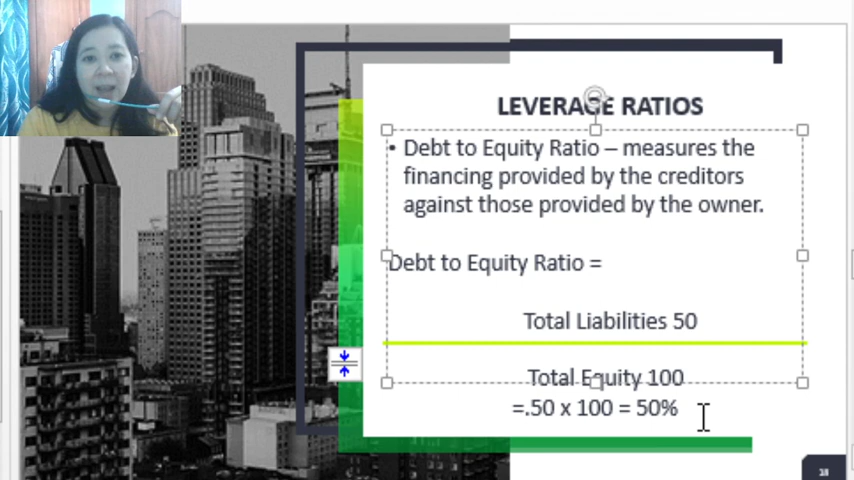 LEVERAGE RATIOS
• Debt to Equity Ratio – measures the
financing provided by the creditors
against those provided by the owner.
Debt to Equity Ratio =
Total Liabilities 50
Total Equity 100
=.50 x 100 = 50%
18